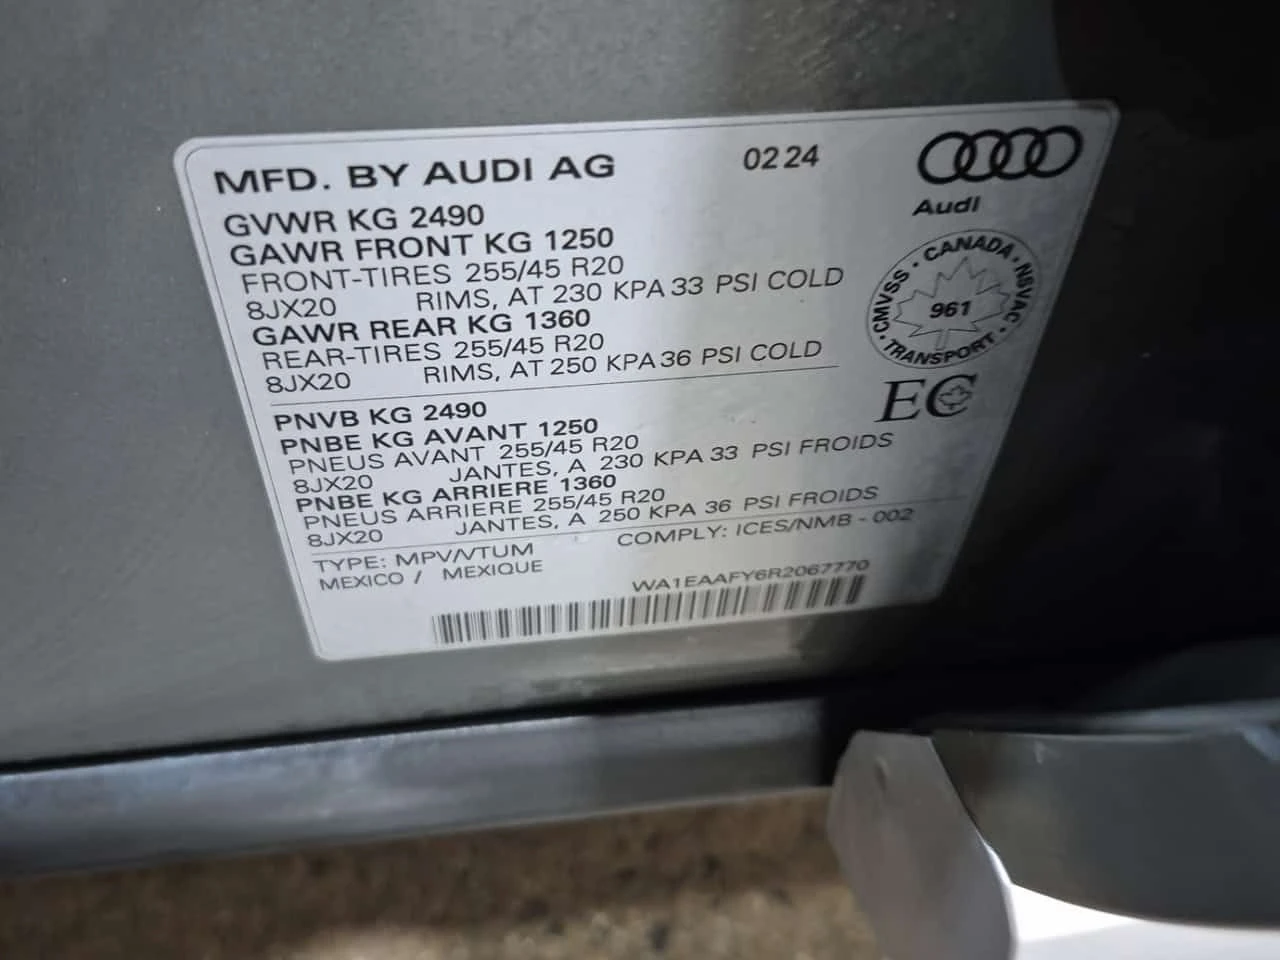 MFD. BY AUDI AG 02 24
Audi
GVWR KG 2490
GAWR FRONT KG 1250
FRONT-TIRES 255/45 R20
8JX20 RIMS, AT 230 KPA 33 PSI COLD
GAWR REAR KG 1360
REAR-TIRES 255/45 R20
8JX20 RIMS, AT 250 KPA 36 PSI COLD
CMVSS · CANADA · NSVAC · TRANSPORT ·
961
EC
PNVB KG 2490
PNBE KG AVANT 1250
PNEUS AVANT 255/45 R20
8JX20 JANTES, A 230 KPA 33 PSI FROIDS
PNBE KG ARRIERE 1360
PNEUS ARRIERE 255/45 R20
8JX20 JANTES, A 250 KPA 36 PSI FROIDS
TYPE: MPV/VTUM COMPLY: ICES/NMB - 002
MEXICO / MEXIQUE
WA1EAAFY6R2067770